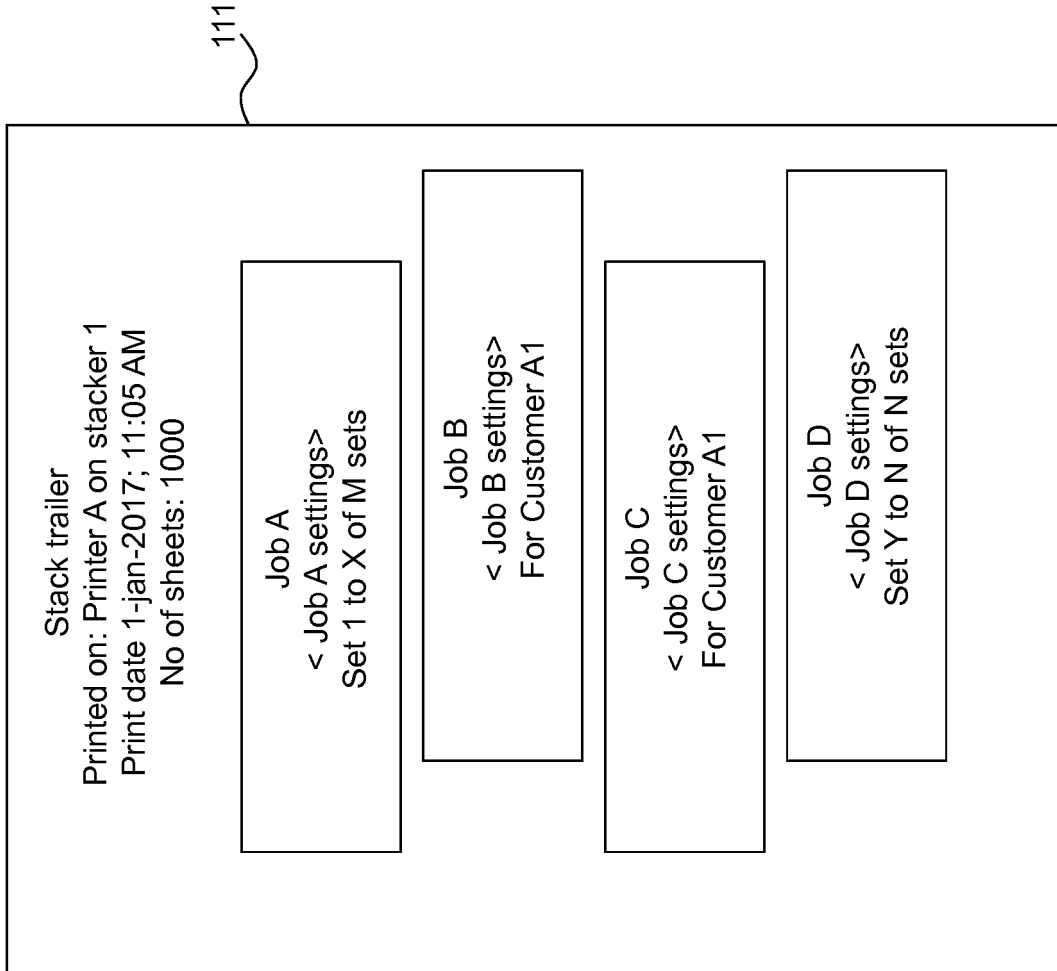 Stack trailer
Printed on: Printer A on stacker 1
Print date 1-jan-2017; 11:05 AM
No of sheets: 1000
Job A
< Job A settings>
Set 1 to X of M sets
Job B
< Job B settings>
For Customer A1
Job C
< Job C settings>
For Customer A1
Job D
< Job D settings>
Set Y to N of N sets
111